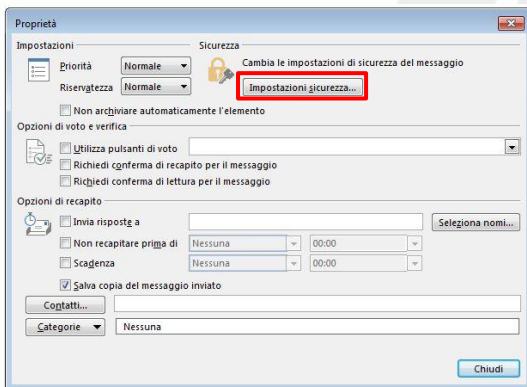 Proprietà
Impostazioni
Sicurezza
Priorità Normale
Cambia le impostazioni di sicurezza del messaggio
Riservatezza Normale
Impostazioni sicurezza...
Non archiviare automaticamente l'elemento
Opzioni di voto e verifica
Utilizza pulsanti di voto
Richiedi conferma di recapito per il messaggio
Richiedi conferma di lettura per il messaggio
Opzioni di recapito
Invia risposte a
Seleziona nomi...
Non recapitare prima di Nessuna 00:00
Scadenza Nessuna 00:00
Salva copia del messaggio inviato
Contatti...
Categorie Nessuna
Chiudi